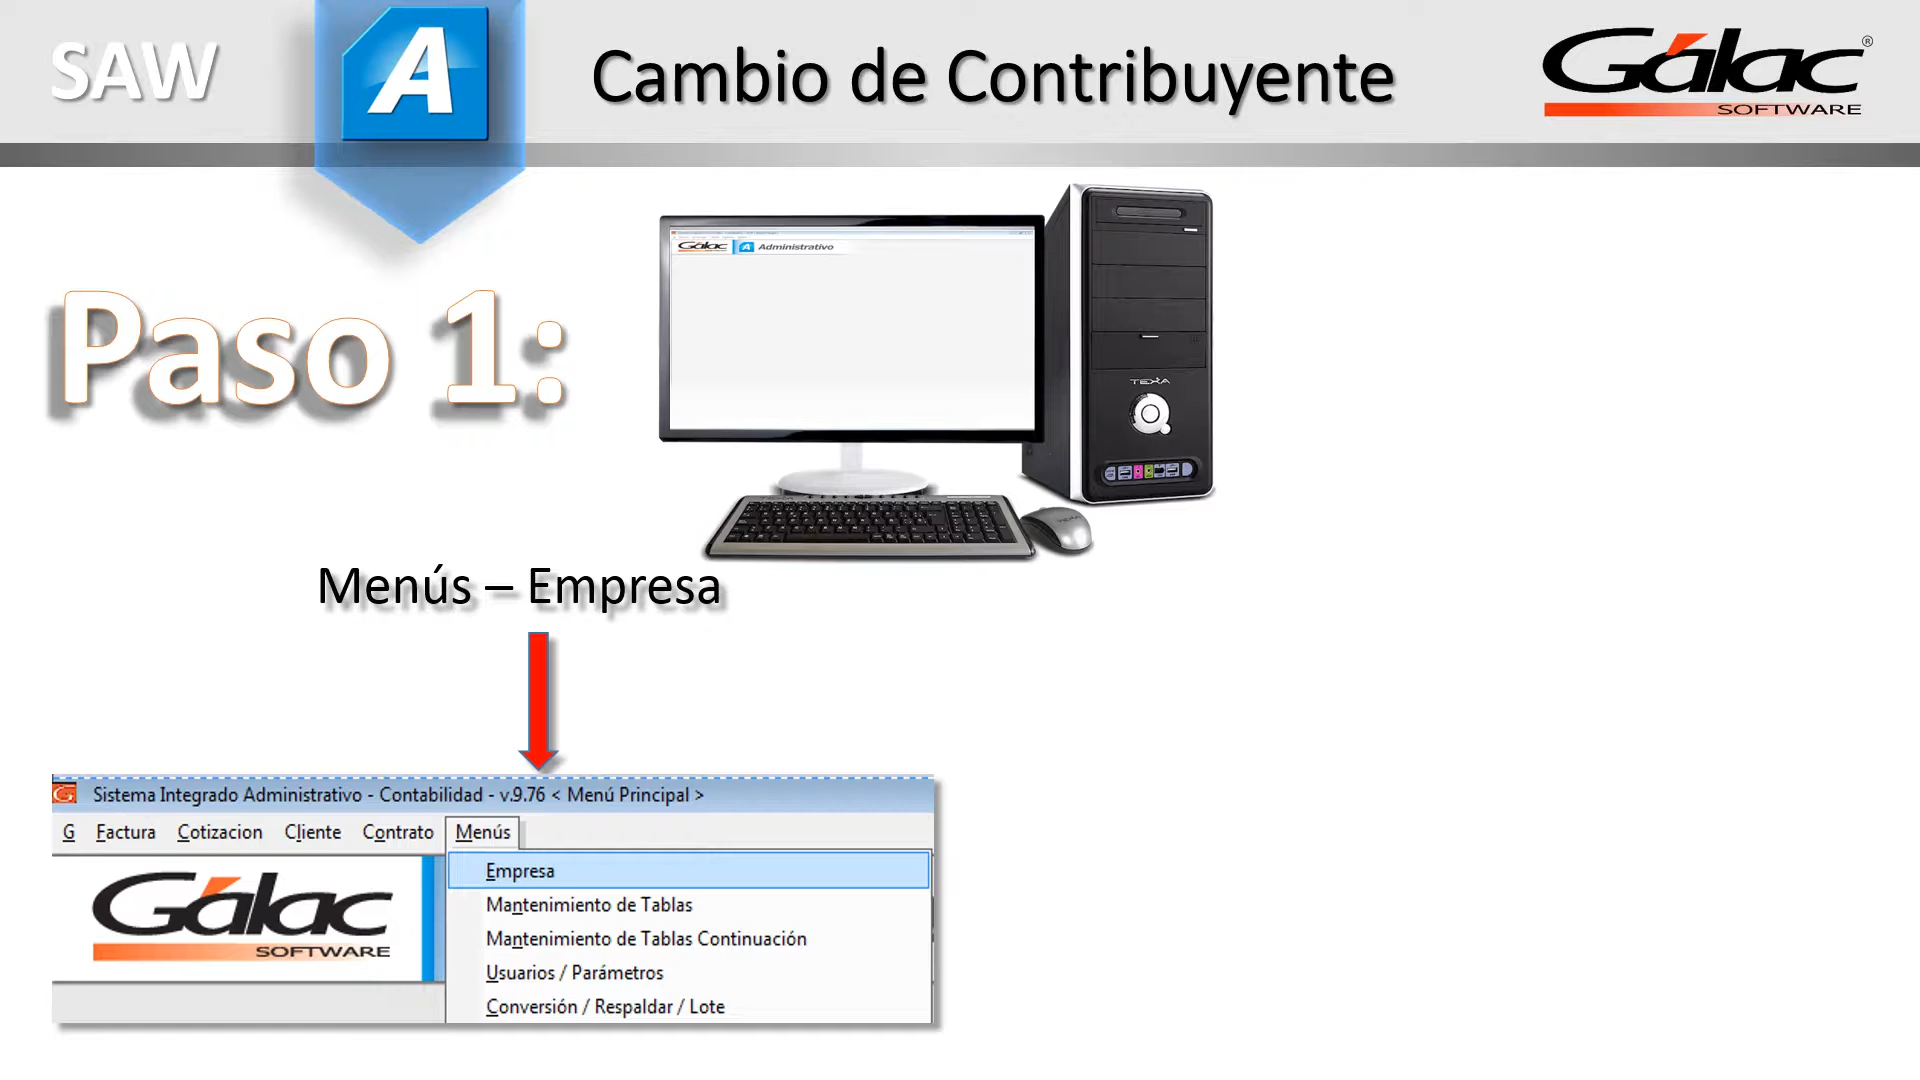 SAW
A
Cambio de Contribuyente
Gálac®
SOFTWARE
Gálac
A Administrativo
Paso 1:
TEXA
Menús – Empresa
Sistema Integrado Administrativo - Contabilidad - v.9.76 < Menú Principal >
G Factura Cotizacion Cliente Contrato Menús
Gálac
SOFTWARE
Empresa
Mantenimiento de Tablas
Mantenimiento de Tablas Continuación
Usuarios / Parámetros
Conversión / Respaldar / Lote